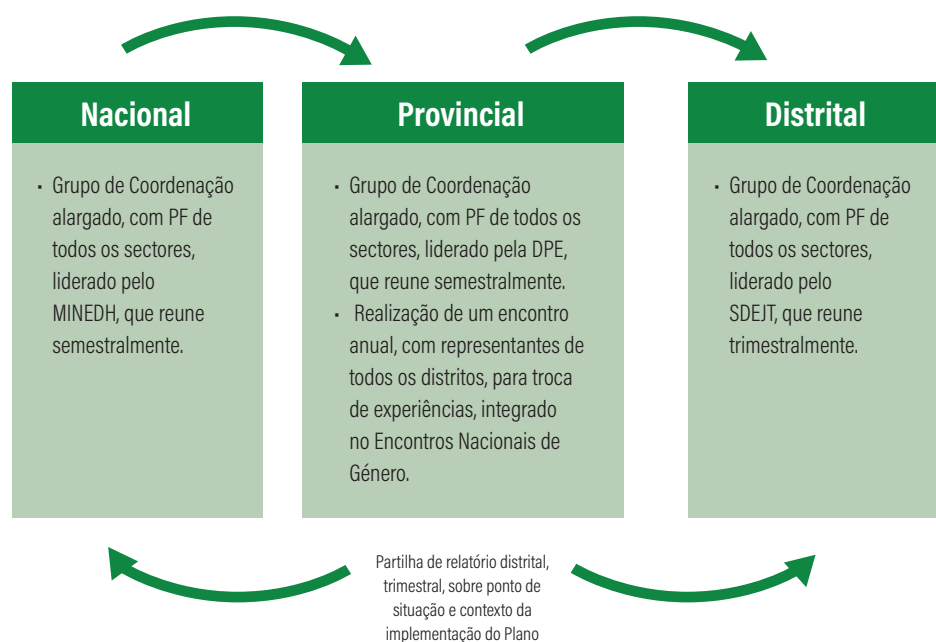 Nacional
· Grupo de Coordenação
alargado, com PF de
todos os sectores,
liderado pelo
MINEDH, que reune
semestralmente.
Provincial
· Grupo de Coordenação
alargado, com PF de todos os
sectores, liderado pela DPE,
que reune semestralmente.
· Realização de um encontro
anual, com representantes de
todos os distritos, para troca
de experiências, integrado
no Encontros Nacionais de
Género.
Distrital
· Grupo de Coordenação
alargado, com PF de
todos os sectores,
liderado pelo
SDEJT, que reune
trimestralmente.
Partilha de relatório distrital,
trimestral, sobre ponto de
situação e contexto da
implementação do Plano